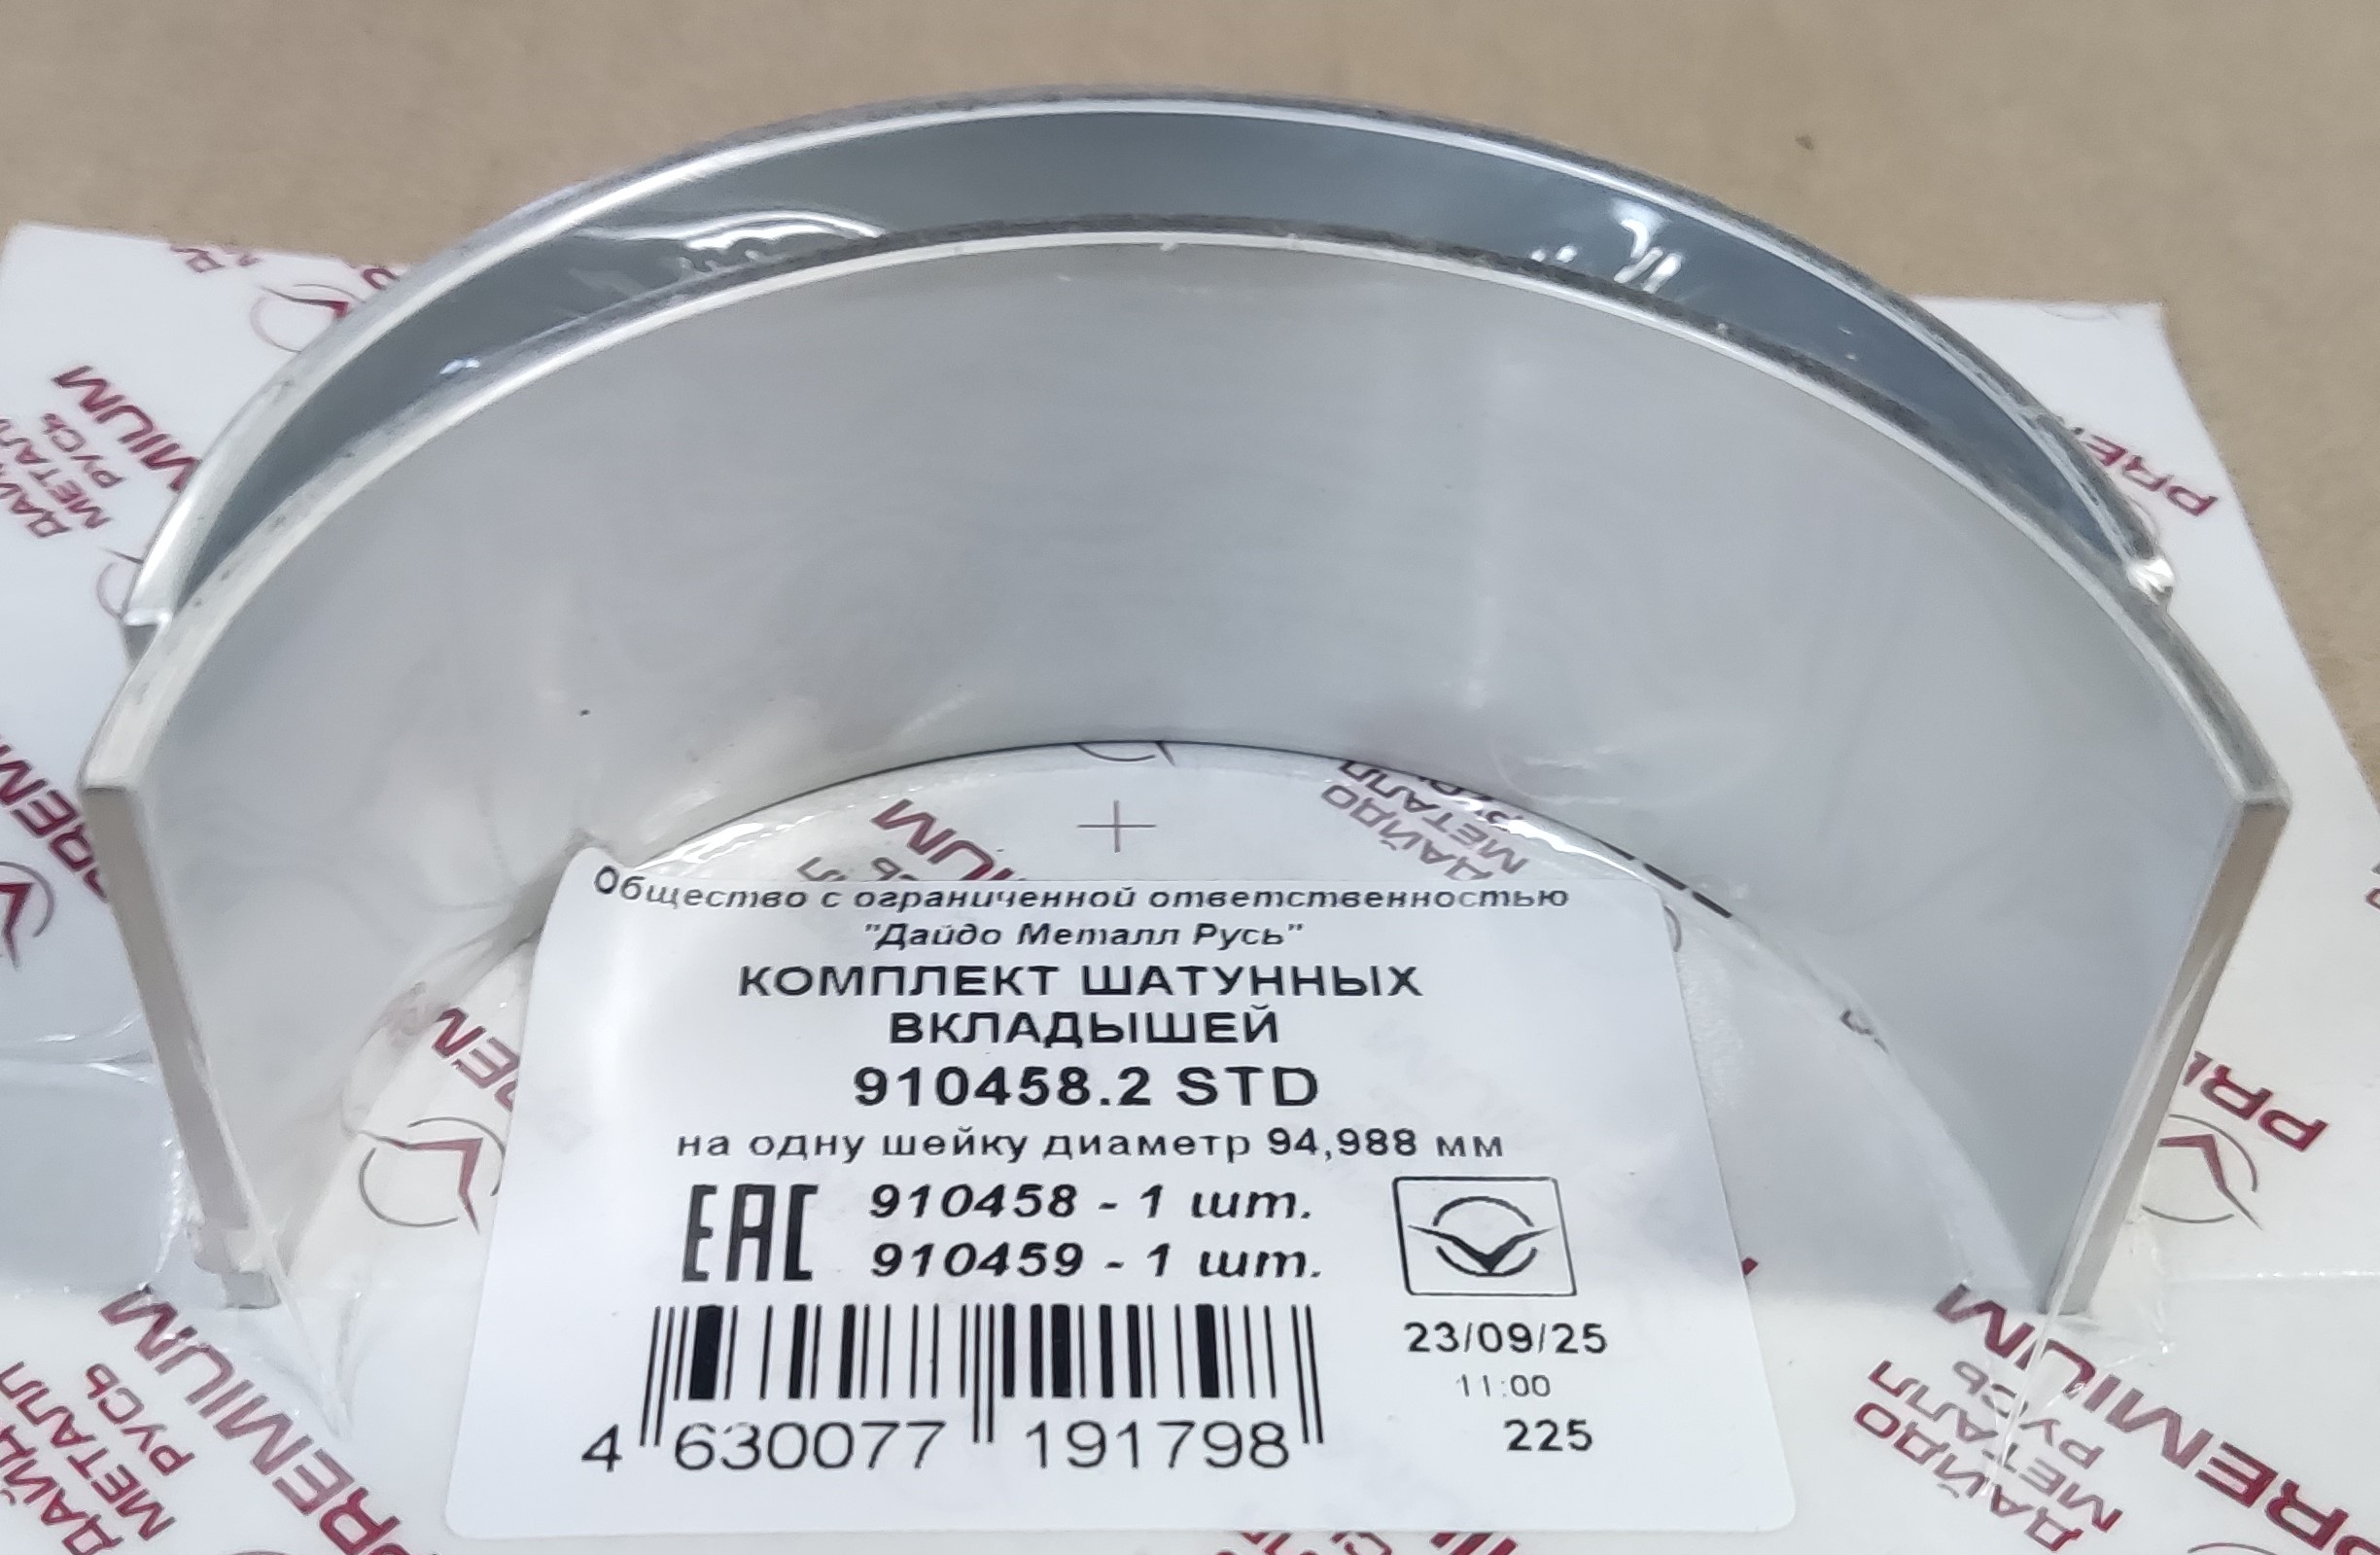 Общество с ограниченной ответственностью
"Дайдо Металл Русь"
КОМПЛЕКТ ШАТУННЫХ
ВКЛАДЫШЕЙ
910458.2 STD
на одну шейку диаметр 94,988 мм
EAC
910458 - 1 шт.
910459 - 1 шт.
23/09/25
11:00
225
4 630077 191798
ДАЙДО
МЕТАЛЛ
РУСЬ
PREMIUM